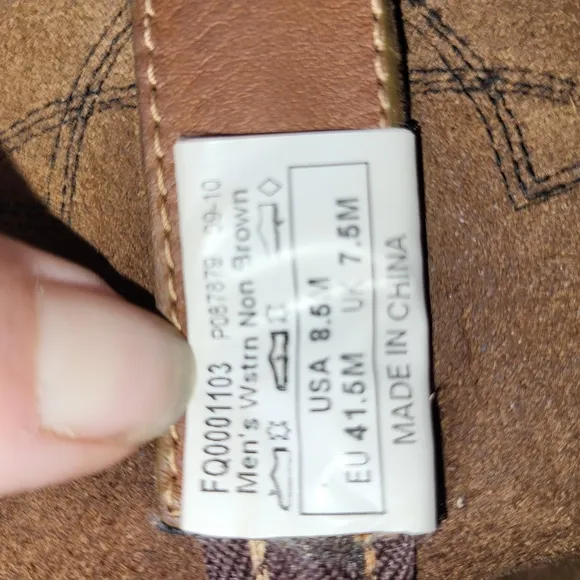 FQ0001103 P087879 09-10
Men's Wstrn Non Brown
USA 8.5M
EU 41.5M UK 7.5M
MADE IN CHINA